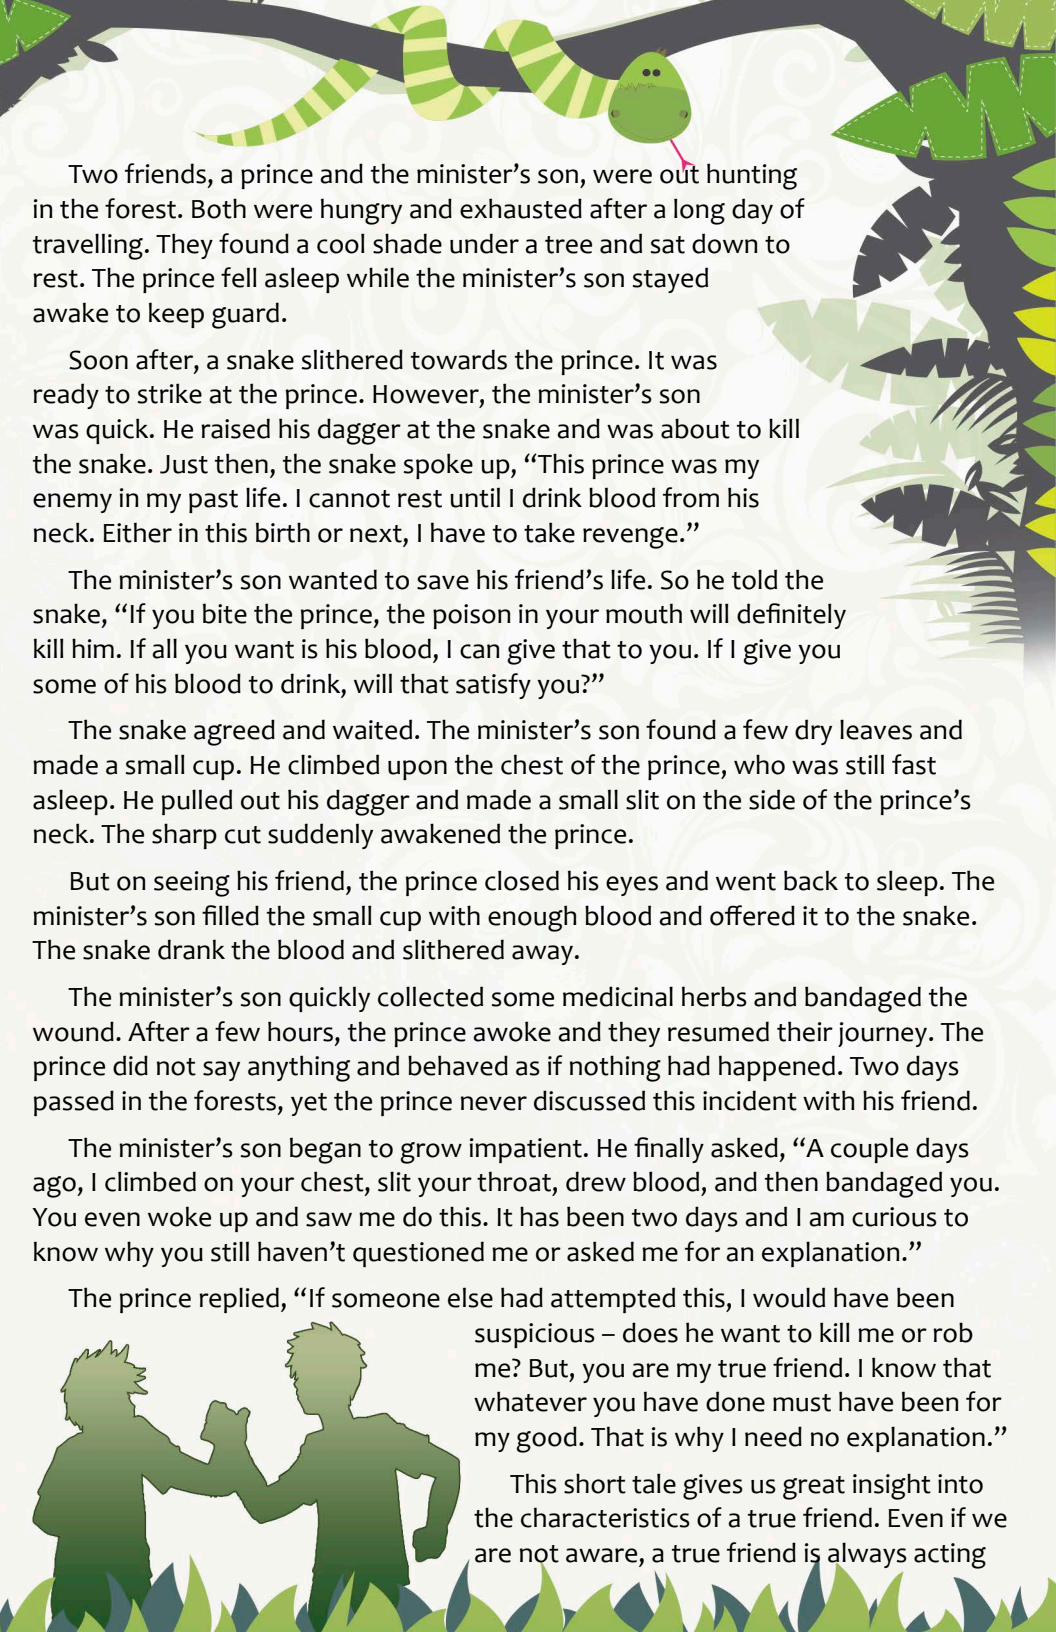 Two friends, a prince and the minister’s son, were out hunting
in the forest. Both were hungry and exhausted after a long day of
travelling. They found a cool shade under a tree and sat down to
rest. The prince fell asleep while the minister’s son stayed
awake to keep guard.
Soon after, a snake slithered towards the prince. It was
ready to strike at the prince. However, the minister’s son
was quick. He raised his dagger at the snake and was about to kill
the snake. Just then, the snake spoke up, “This prince was my
enemy in my past life. I cannot rest until I drink blood from his
neck. Either in this birth or next, I have to take revenge.”
The minister’s son wanted to save his friend’s life. So he told the
snake, “If you bite the prince, the poison in your mouth will definitely
kill him. If all you want is his blood, I can give that to you. If I give you
some of his blood to drink, will that satisfy you?”
The snake agreed and waited. The minister’s son found a few dry leaves and
made a small cup. He climbed upon the chest of the prince, who was still fast
asleep. He pulled out his dagger and made a small slit on the side of the prince’s
neck. The sharp cut suddenly awakened the prince.
But on seeing his friend, the prince closed his eyes and went back to sleep. The
minister’s son filled the small cup with enough blood and offered it to the snake.
The snake drank the blood and slithered away.
The minister’s son quickly collected some medicinal herbs and bandaged the
wound. After a few hours, the prince awoke and they resumed their journey. The
prince did not say anything and behaved as if nothing had happened. Two days
passed in the forests, yet the prince never discussed this incident with his friend.
The minister’s son began to grow impatient. He finally asked, “A couple days
ago, I climbed on your chest, slit your throat, drew blood, and then bandaged you.
You even woke up and saw me do this. It has been two days and I am curious to
know why you still haven’t questioned me or asked me for an explanation.”
The prince replied, “If someone else had attempted this, I would have been
suspicious – does he want to kill me or rob
me? But, you are my true friend. I know that
whatever you have done must have been for
my good. That is why I need no explanation.”
This short tale gives us great insight into
the characteristics of a true friend. Even if we
are not aware, a true friend is always acting